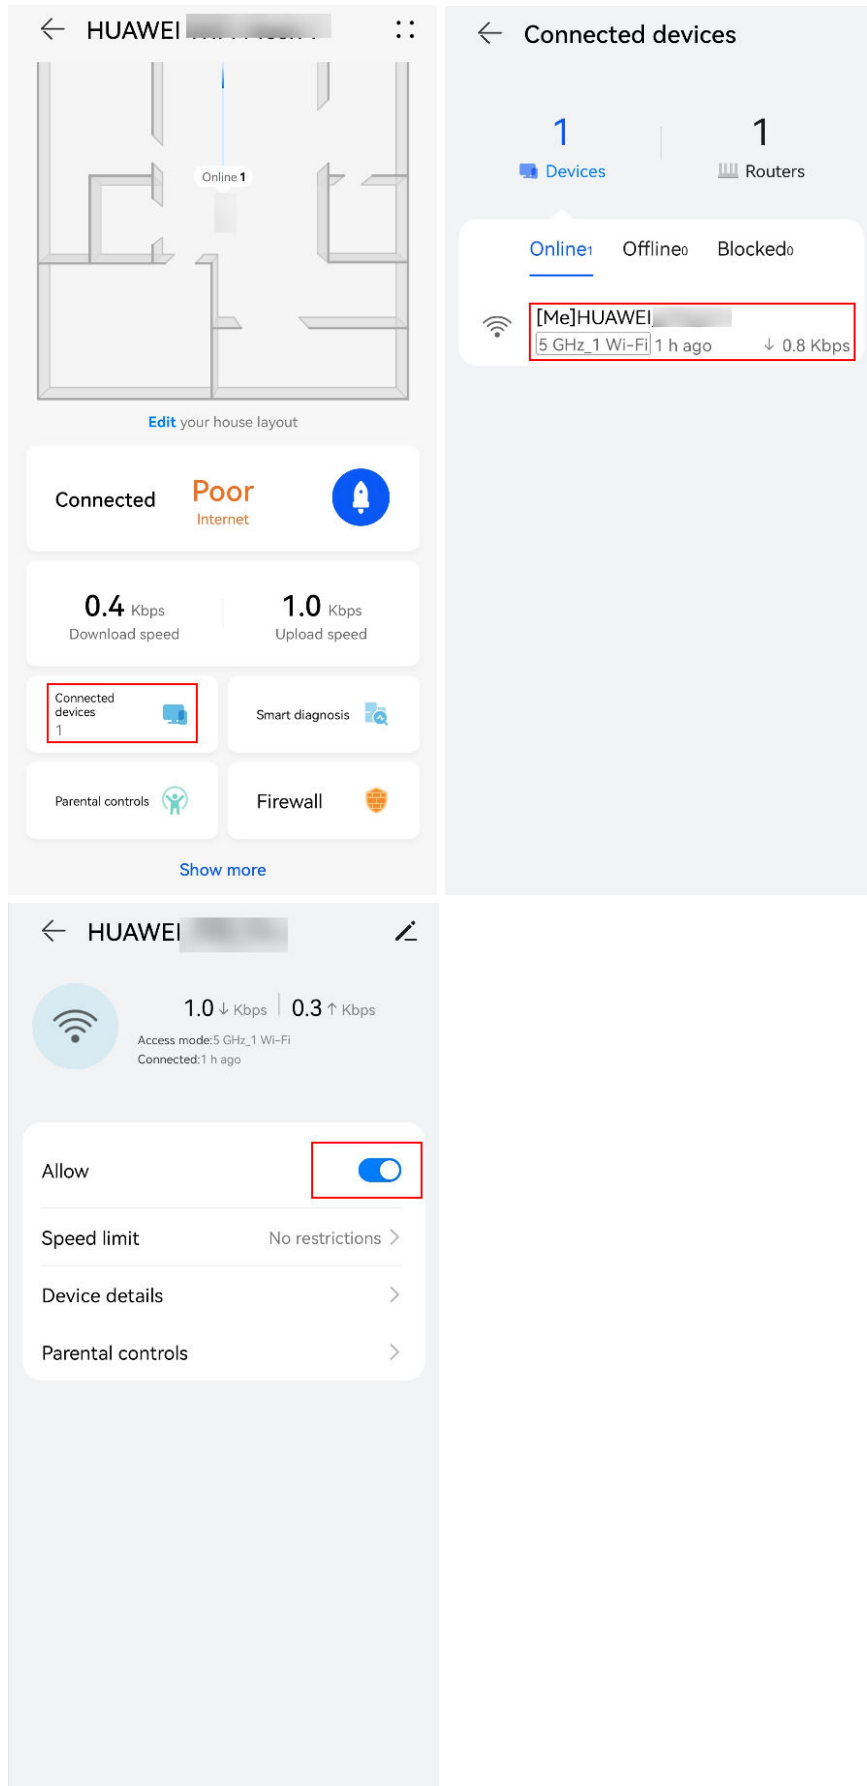 HUAWEI
Online 1
Edit your house layout
Connected
Poor
Internet
0.4 Kbps
Download speed
1.0 Kbps
Upload speed
Connected
devices
1
Smart diagnosis
Parental controls
Firewall
Show more
Connected devices
1
Devices
1
Routers
Online1 Offline0 Blocked0
[Me]HUAWEI
5 GHz_1 Wi-Fi 1 h ago ↓ 0.8 Kbps
HUAWEI
1.0 ↓ Kbps 0.3 ↑ Kbps
Access mode:5 GHz_1 Wi-Fi
Connected:1 h ago
Allow
Speed limit No restrictions
Device details
Parental controls